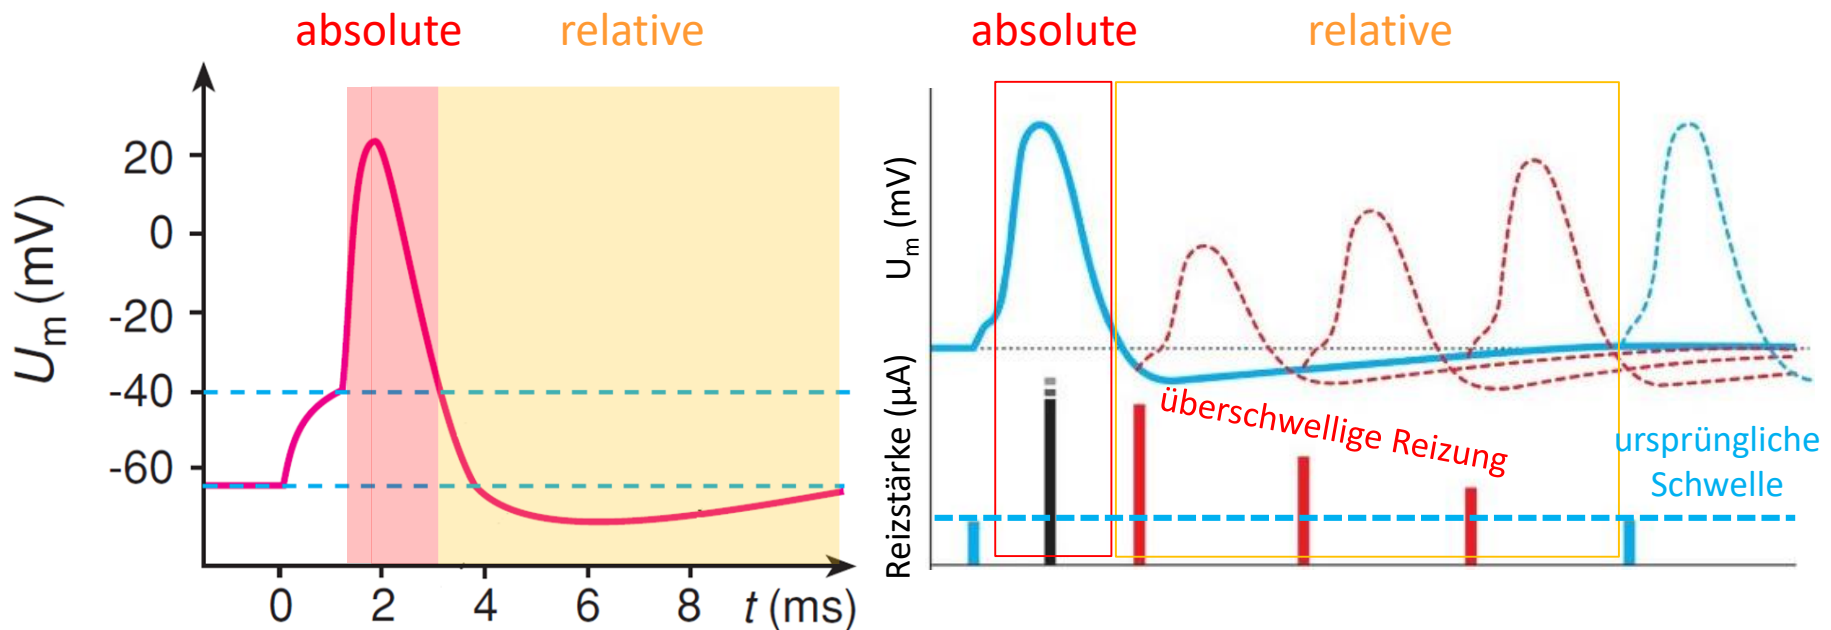 absolute
relative
20
0
-20
-40
-60
Um (mV)
0 2 4 6 8 t (ms)
absolute
relative
Um (mV)
Reizstärke (µA)
überschwellige Reizung
ursprüngliche
Schwelle